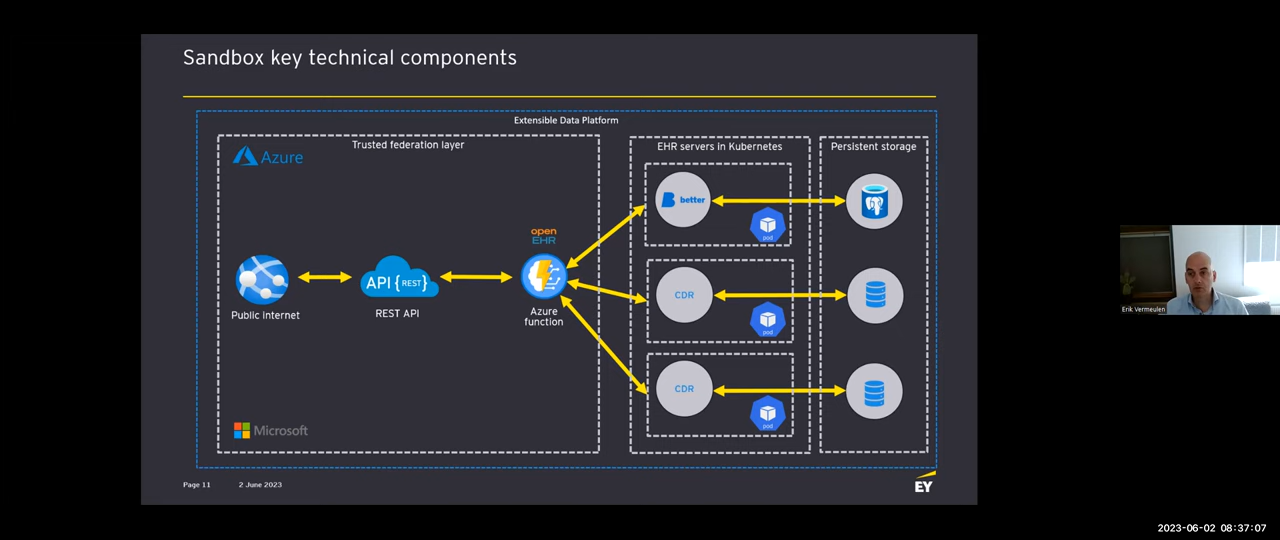 Sandbox key technical components
Extensible Data Platform
Trusted federation layer
Azure
Public internet
API {REST}
REST API
open
EHR
Azure
function
Microsoft
EHR servers in Kubernetes
better
pod
CDR
pod
CDR
pod
Persistent storage
Page 11
2 June 2023
EY
Erik Vermeulen
2023-06-02 08:37:07